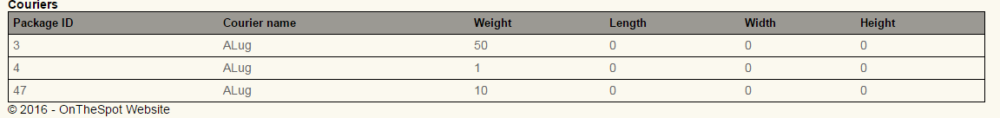 Couriers
Package ID Courier name Weight Length Width Height
3 ALug 50 0 0 0
4 ALug 1 0 0 0
47 ALug 10 0 0 0
© 2016 - OnTheSpot Website